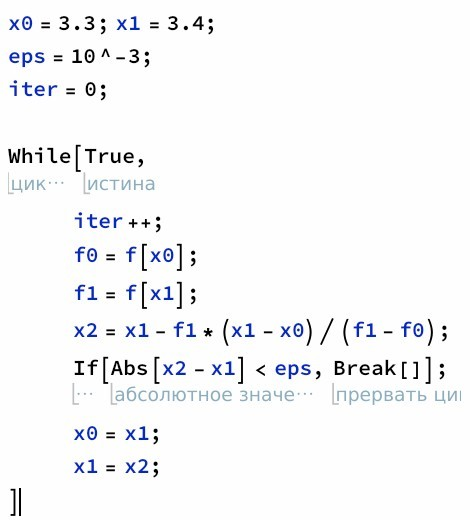 x0 = 3.3; x1 = 3.4;
eps = 10^-3;
iter = 0;
While[True,
цик… истина
iter++;
f0 = f[x0];
f1 = f[x1];
x2 = x1 - f1 * (x1 - x0) / (f1 - f0);
If[Abs[x2 - x1] < eps, Break[]];
… абсолютное значе… прервать ци
x0 = x1;
x1 = x2;
]